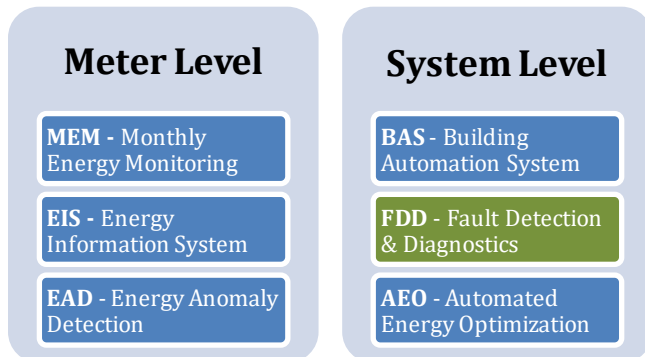 Meter Level
MEM - Monthly
Energy Monitoring
EIS - Energy
Information System
EAD - Energy Anomaly
Detection
System Level
BAS - Building
Automation System
FDD - Fault Detection
& Diagnostics
AEO - Automated
Energy Optimization